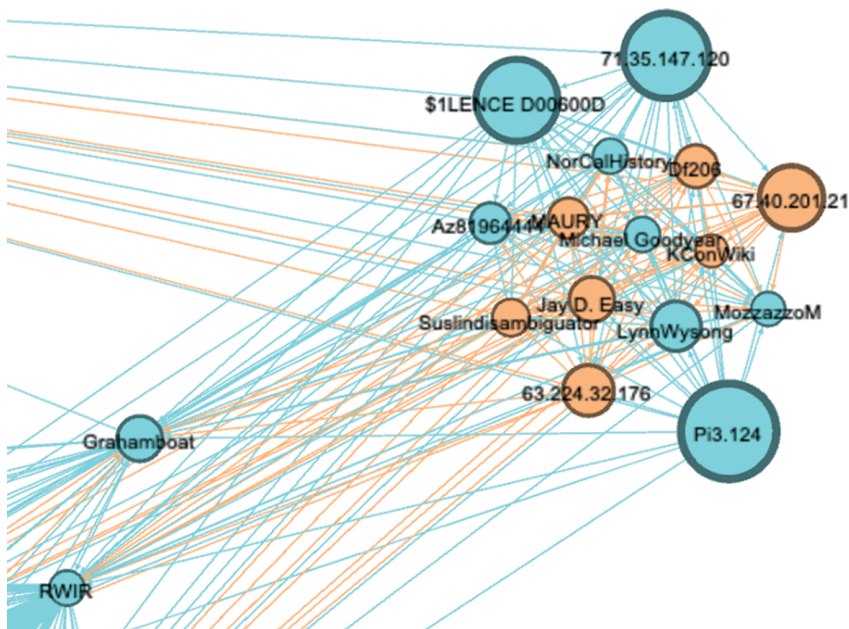 71.35.147.120
$1LENCE D00600D
NorCalHistory
Df206
67.40.201.21
Az8196444
MAURY
Michael Goodyear
KConWiki
Jay D. Easy
MozzazzoM
Suslindisambiguator
LynnWysong
63.224.32.176
Pi3.124
Grahamboat
RWIR